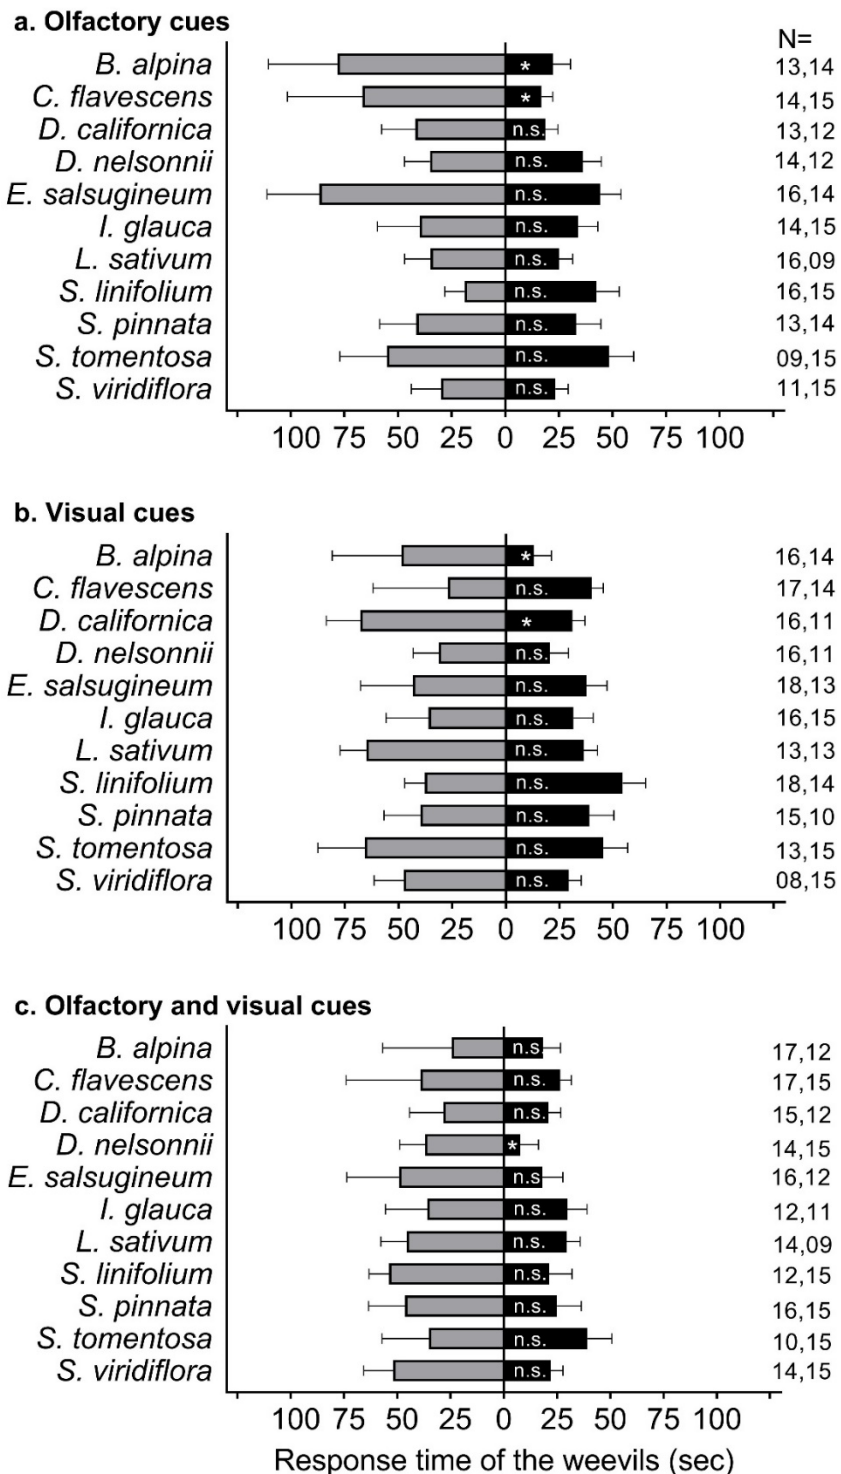 a. Olfactory cues
N=
B. alpina * 13,14
C. flavescens * 14,15
D. californica n.s. 13,12
D. nelsonnii n.s. 14,12
E. salsugineum n.s. 16,14
I. glauca n.s. 14,15
L. sativum n.s. 16,09
S. linifolium n.s. 16,15
S. pinnata n.s. 13,14
S. tomentosa n.s. 09,15
S. viridiflora n.s. 11,15
100 75 50 25 0 25 50 75 100
b. Visual cues
B. alpina * 16,14
C. flavescens n.s. 17,14
D. californica * 16,11
D. nelsonnii n.s. 16,11
E. salsugineum n.s. 18,13
I. glauca n.s. 16,15
L. sativum n.s. 13,13
S. linifolium n.s. 18,14
S. pinnata n.s. 15,10
S. tomentosa n.s. 13,15
S. viridiflora n.s. 08,15
100 75 50 25 0 25 50 75 100
c. Olfactory and visual cues
B. alpina n.s 17,12
C. flavescens n.s. 17,15
D. californica n.s. 15,12
D. nelsonnii * 14,15
E. salsugineum n.s 16,12
I. glauca n.s. 12,11
L. sativum n.s. 14,09
S. linifolium n.s. 12,15
S. pinnata n.s. 16,15
S. tomentosa n.s. 10,15
S. viridiflora n.s. 14,15
100 75 50 25 0 25 50 75 100
Response time of the weevils (sec)